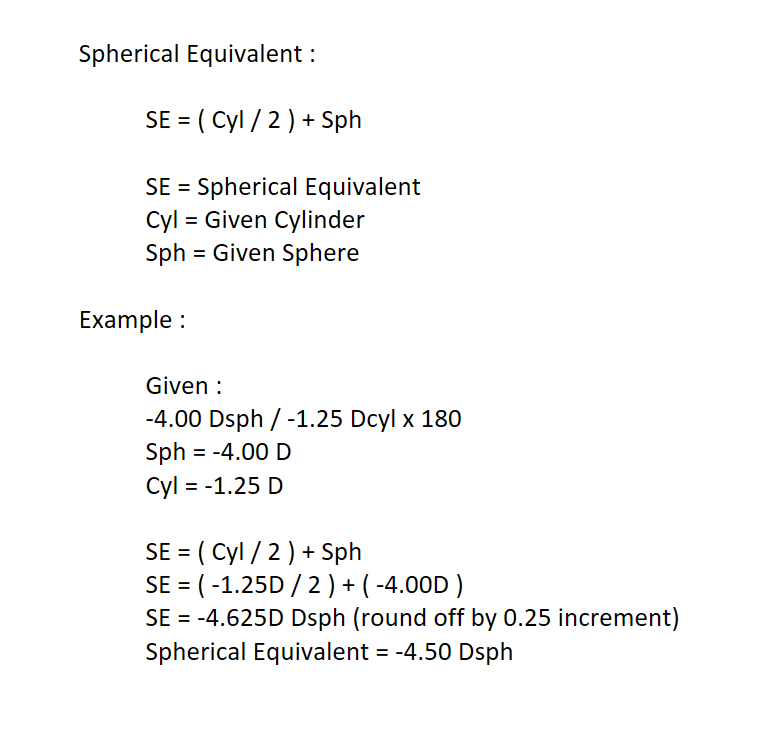 Spherical Equivalent :
SE = ( Cyl / 2 ) + Sph
SE = Spherical Equivalent
Cyl = Given Cylinder
Sph = Given Sphere
Example :
Given :
-4.00 Dsph / -1.25 Dcyl x 180
Sph = -4.00 D
Cyl = -1.25 D
SE = ( Cyl / 2 ) + Sph
SE = ( -1.25D / 2 ) + ( -4.00D )
SE = -4.625D Dsph (round off by 0.25 increment)
Spherical Equivalent = -4.50 Dsph